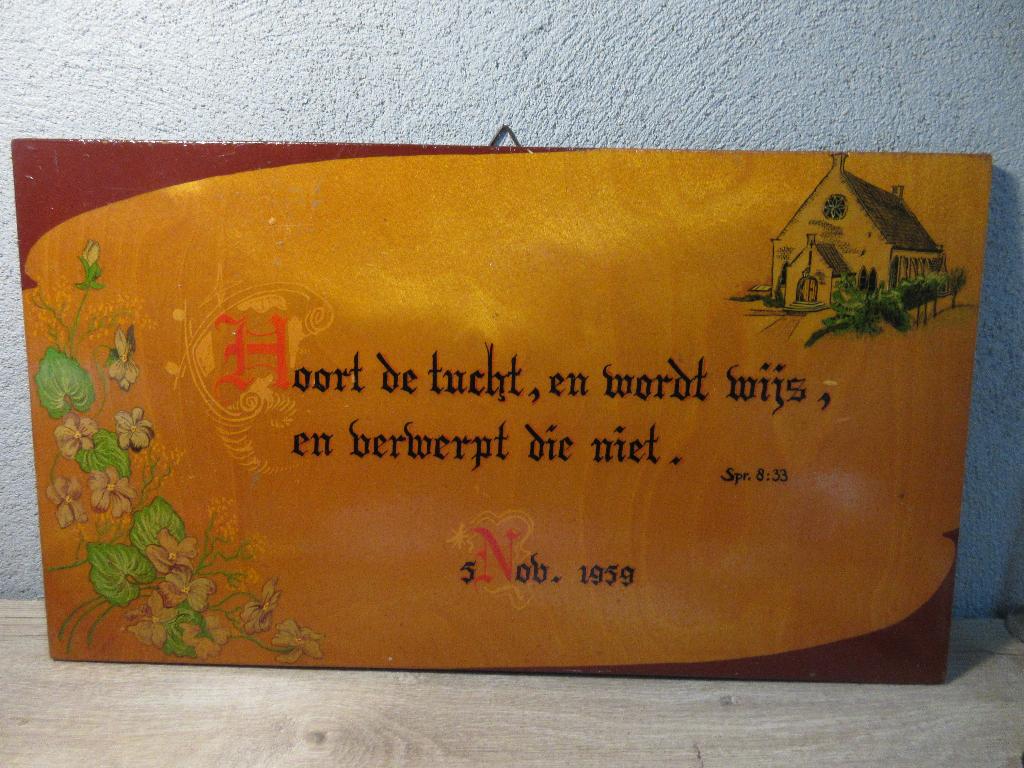 Hoort de tucht, en wordt wijs,
en verwerpt die niet.
Spr. 8:33
5 Nov. 1959